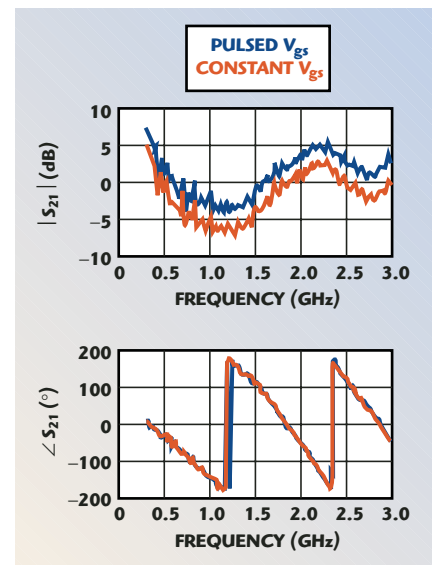 PULSED Vgs
CONSTANT Vgs
10
5
0
−5
−10
|S21| (dB)
0 0.5 1.0 1.5 2.0 2.5 3.0
FREQUENCY (GHz)
200
100
0
−100
−200
∠ S21 (°)
0 0.5 1.0 1.5 2.0 2.5 3.0
FREQUENCY (GHz)